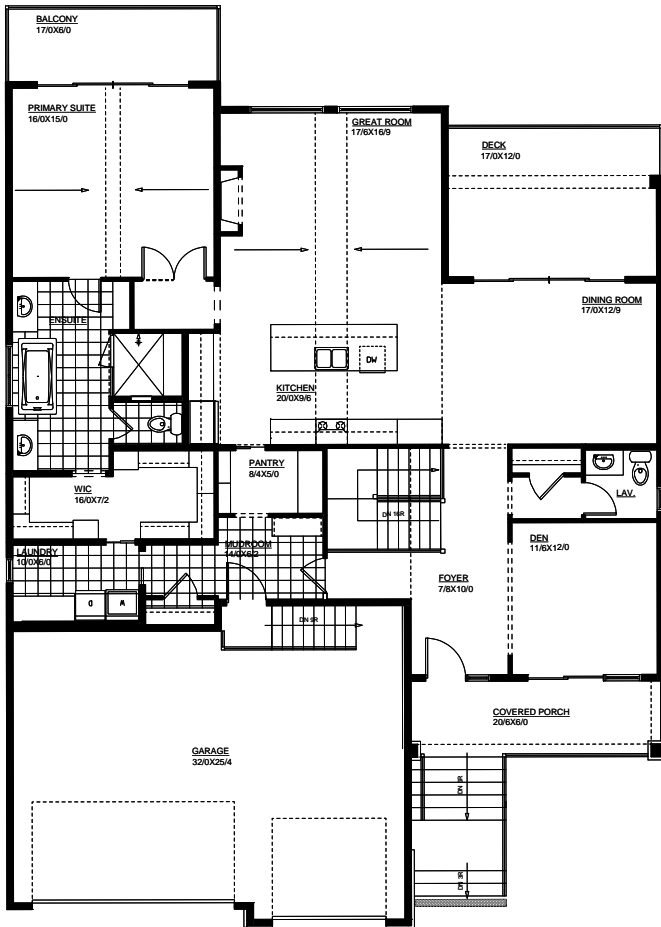 BALCONY
17/0X6/0
PRIMARY SUITE
16/0X15/0
GREAT ROOM
17/6X16/9
DECK
17/0X12/0
DINING ROOM
17/0X12/9
ENSUITE
DW
KITCHEN
20/0X9/6
PANTRY
8/4X5/0
WIC
16/0X7/2
LAV.
DN 16R
DEN
11/6X12/0
MUDROOM
14/0X6/2
LAUNDRY
10/0X6/0
FOYER
7/8X10/0
D
W
DN 9R
COVERED PORCH
20/6X6/0
GARAGE
32/0X25/4
DN 9R
DN 3R